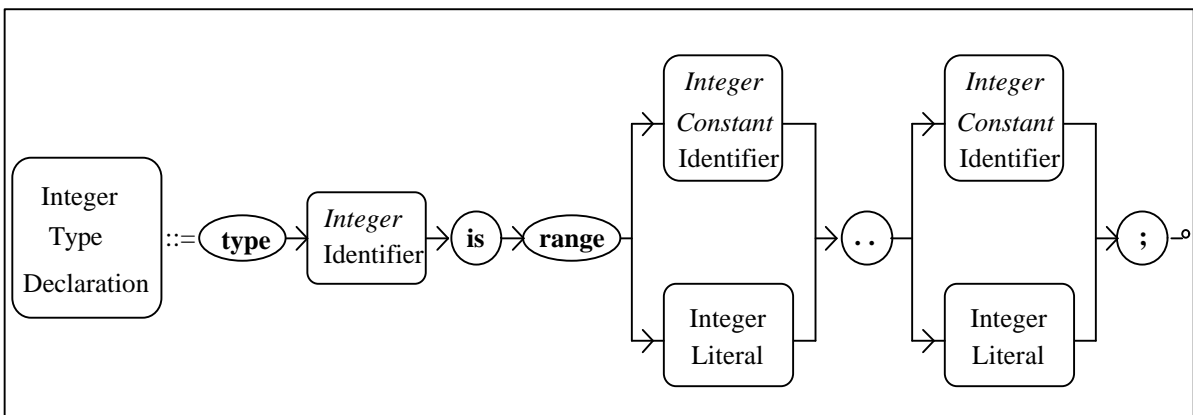 Integer
Type
Declaration
::=
type
Integer
Identifier
is
range
Integer
Constant
Identifier
Integer
Literal
. .
Integer
Constant
Identifier
Integer
Literal
;